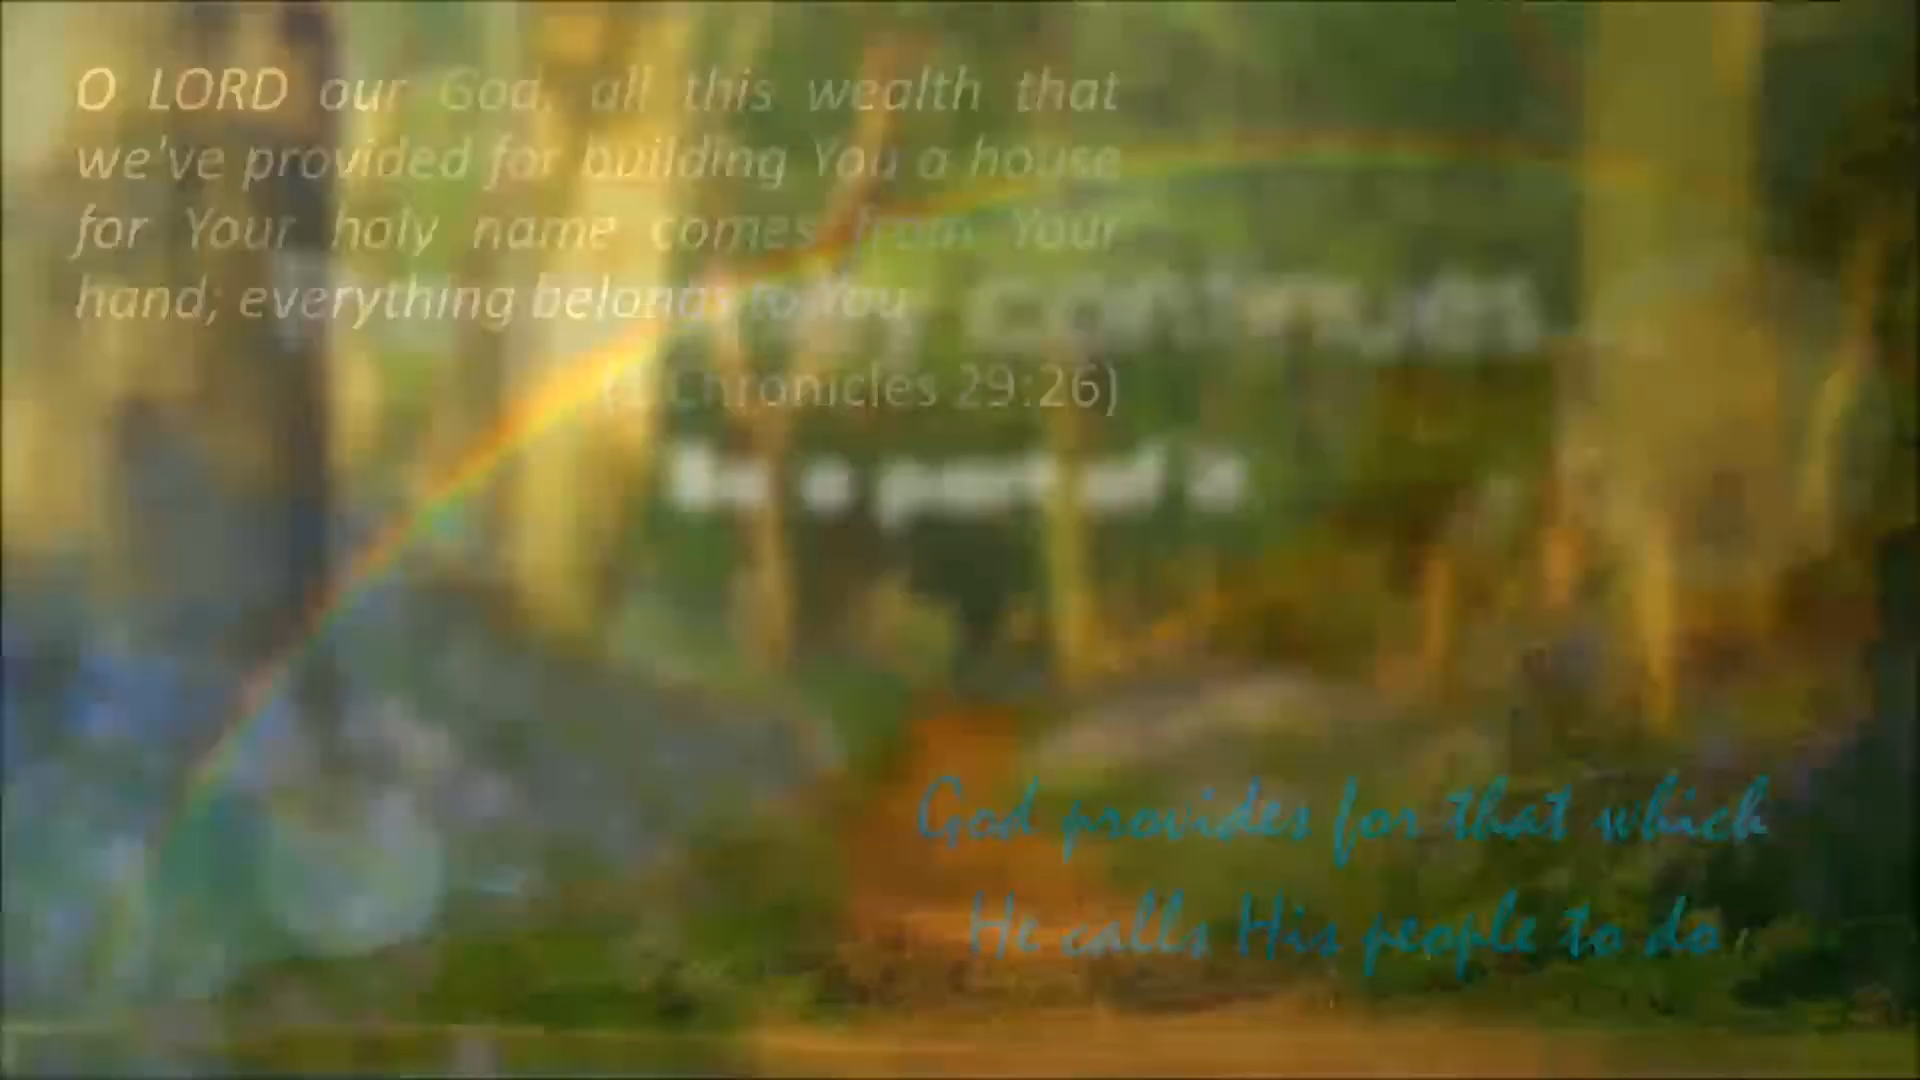 O LORD our God, all this wealth that
we've provided for building You a house
for Your holy name comes from Your
hand; everything belongs to You.
continues
Chronicles 29:26)
Be a part of it
God provides for that which
He calls His people to do